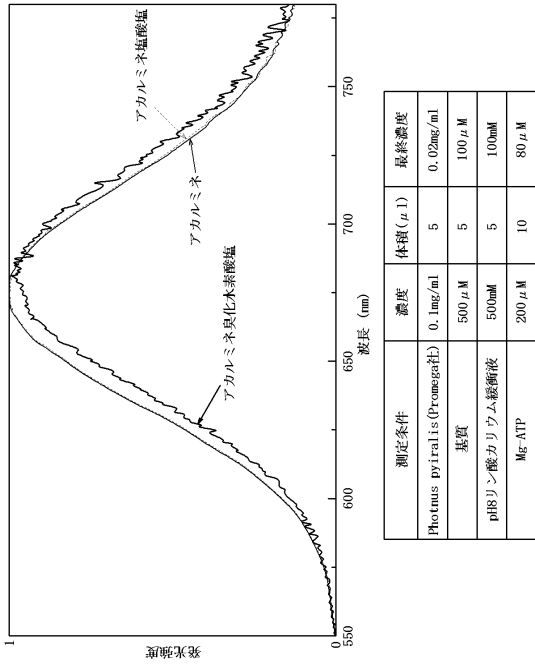 1
発光強度
0
550
600
650
700
750
波長 (nm)
アカルミネ臭化水素酸塩
アカルミネ
アカルミネ塩酸塩
測定条件 濃度 体積(μl) 最終濃度
Photnus pyiralis(Promega社) 0.1mg/ml 5 0.02mg/ml
基質 500μM 5 100μM
pH8リン酸カリウム緩衝液 500mM 5 100mM
Mg-ATP 200μM 10 80μM